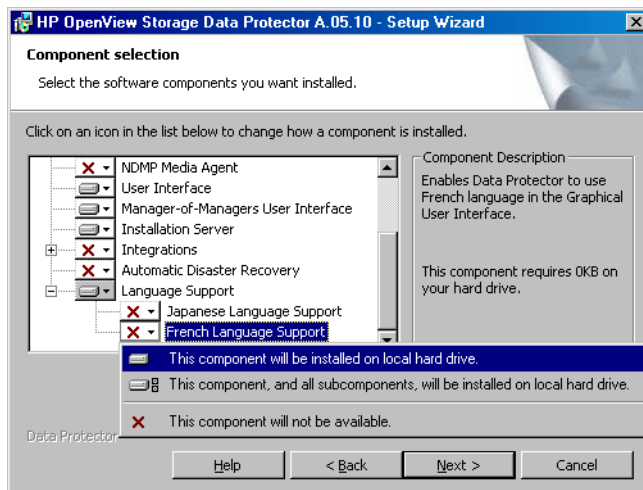 HP OpenView Storage Data Protector A.05.10 - Setup Wizard
Component selection
Select the software components you want installed.
Click on an icon in the list below to change how a component is installed.
NDMP Media Agent
User Interface
Manager-of-Managers User Interface
Installation Server
Integrations
Automatic Disaster Recovery
Language Support
Japanese Language Support
French Language Support
Component Description
Enables Data Protector to use
French language in the Graphical
User Interface.
This component requires 0KB on
your hard drive.
This component will be installed on local hard drive.
This component, and all subcomponents, will be installed on local hard drive.
This component will not be available.
Data Protector
Help
< Back
Next >
Cancel